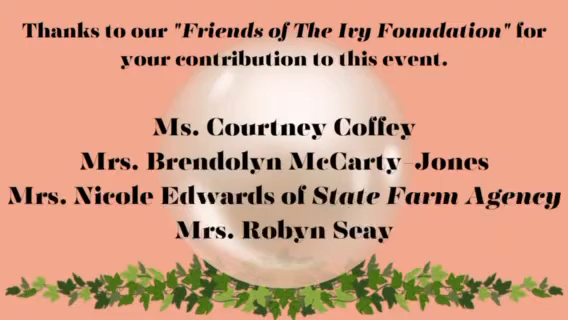 Thanks to our "Friends of The Ivy Foundation" for
your contribution to this event.
Ms. Courtney Coffey
Mrs. Brendolyn McCarty-Jones
Mrs. Nicole Edwards of State Farm Agency
Mrs. Robyn Seay